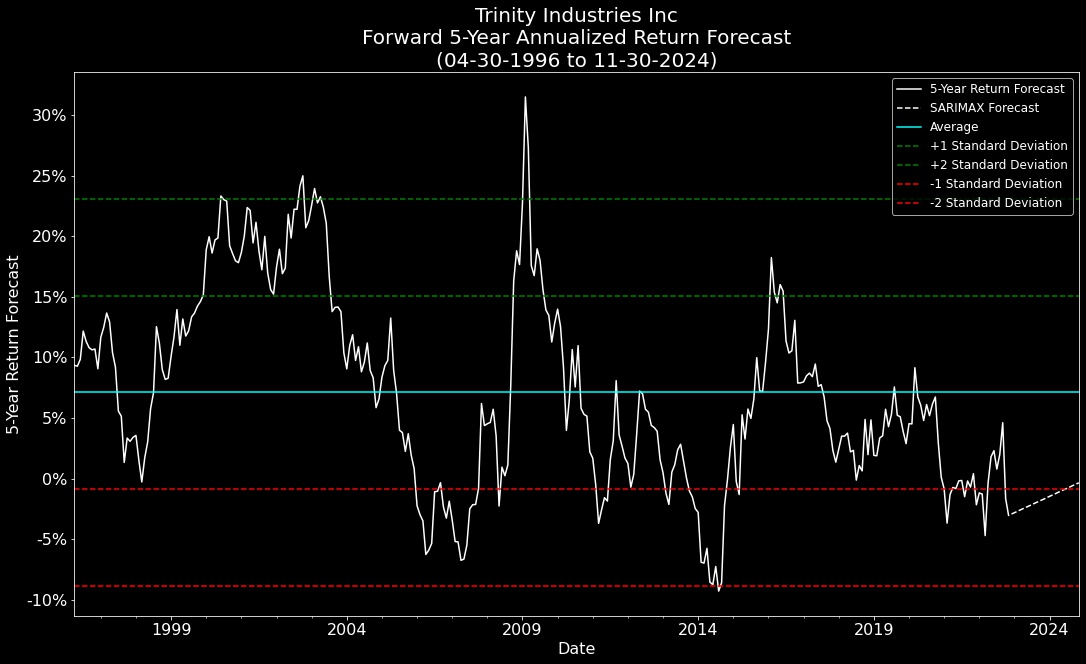 Trinity Industries Inc
Forward 5-Year Annualized Return Forecast
(04-30-1996 to 11-30-2024)
5-Year Return Forecast
SARIMAX Forecast
Average
+1 Standard Deviation
+2 Standard Deviation
-1 Standard Deviation
-2 Standard Deviation
5-Year Return Forecast
30%
25%
20%
15%
10%
5%
0%
-5%
-10%
1999
2004
2009
2014
2019
2024
Date